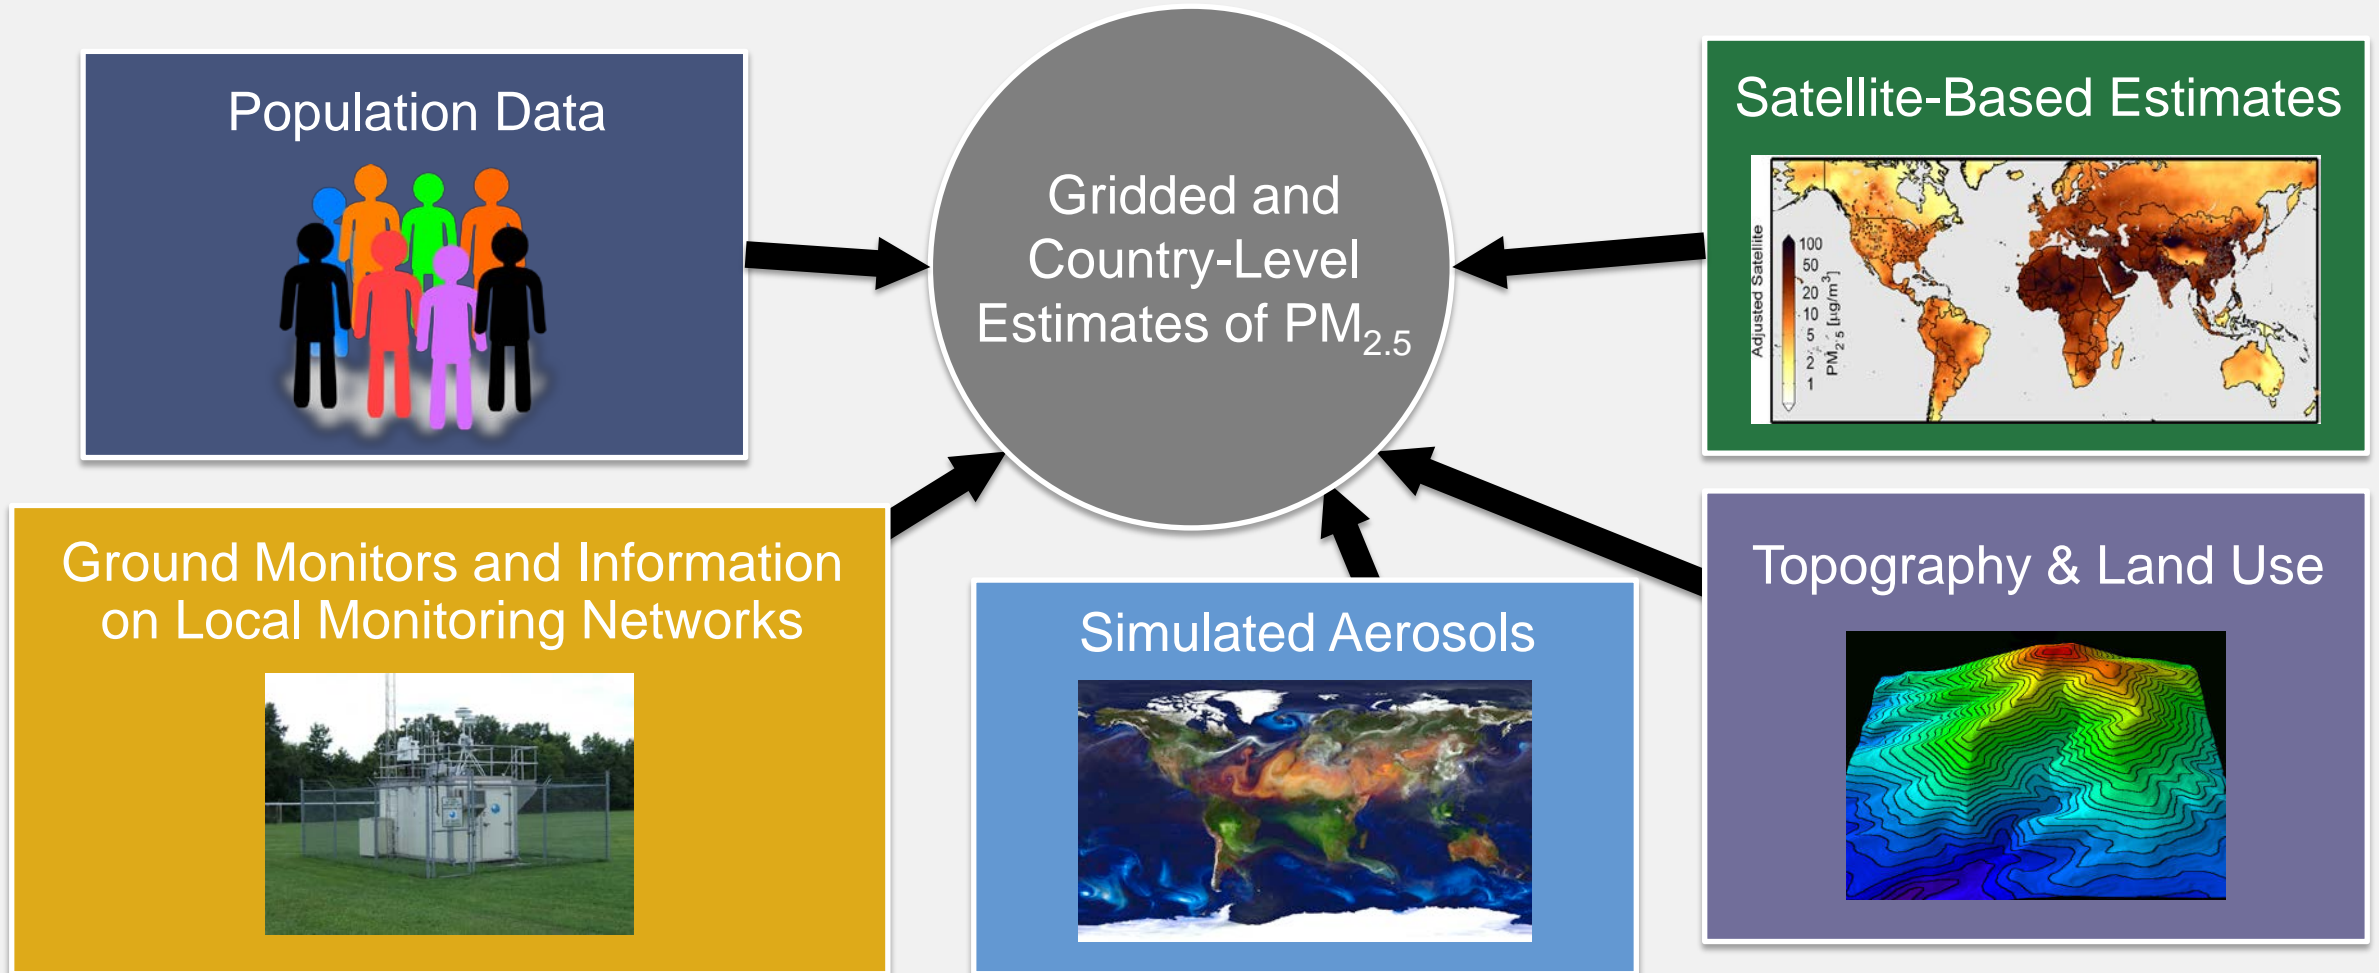 Population Data
Gridded and
Country-Level
Estimates of PM2.5
Satellite-Based Estimates
Adjusted Satellite
100
50
20
10
5
2
1
PM2.5 [µg/m3]
Ground Monitors and Information
on Local Monitoring Networks
Simulated Aerosols
Topography & Land Use